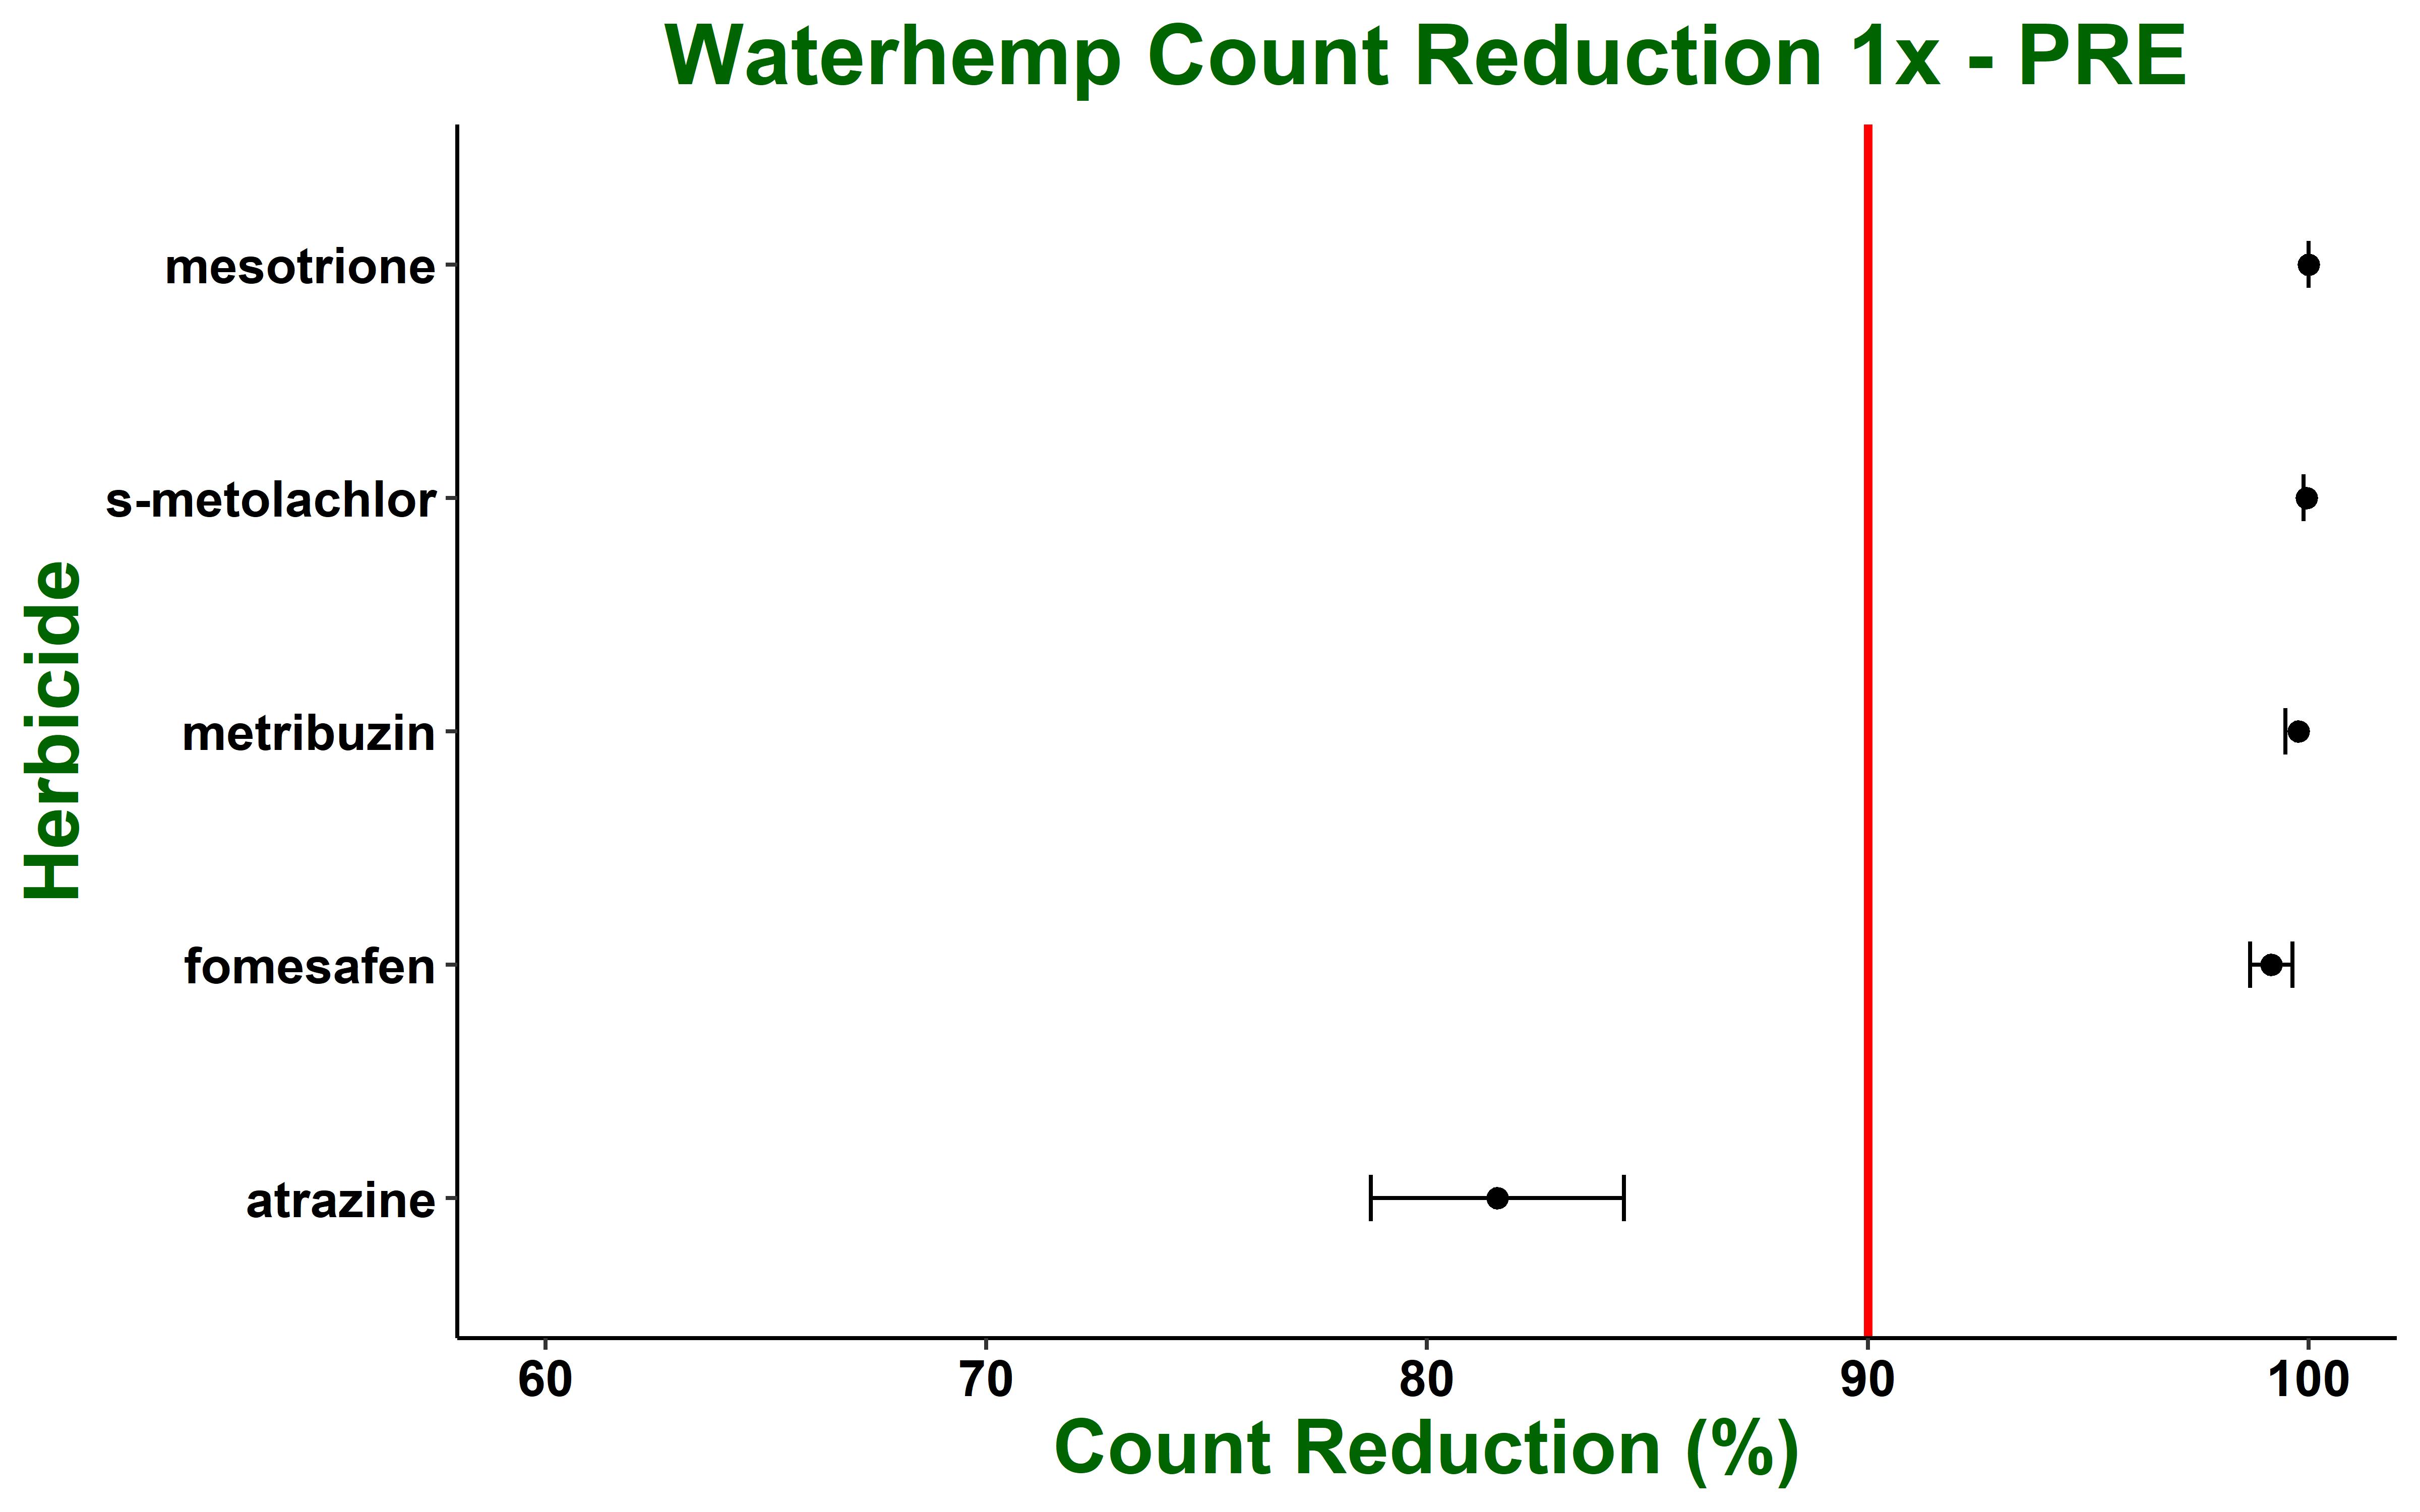 Waterhemp Count Reduction 1x - PRE
Herbicide
mesotrione
s-metolachlor
metribuzin
fomesafen
atrazine
60 70 80 90 100
Count Reduction (%)